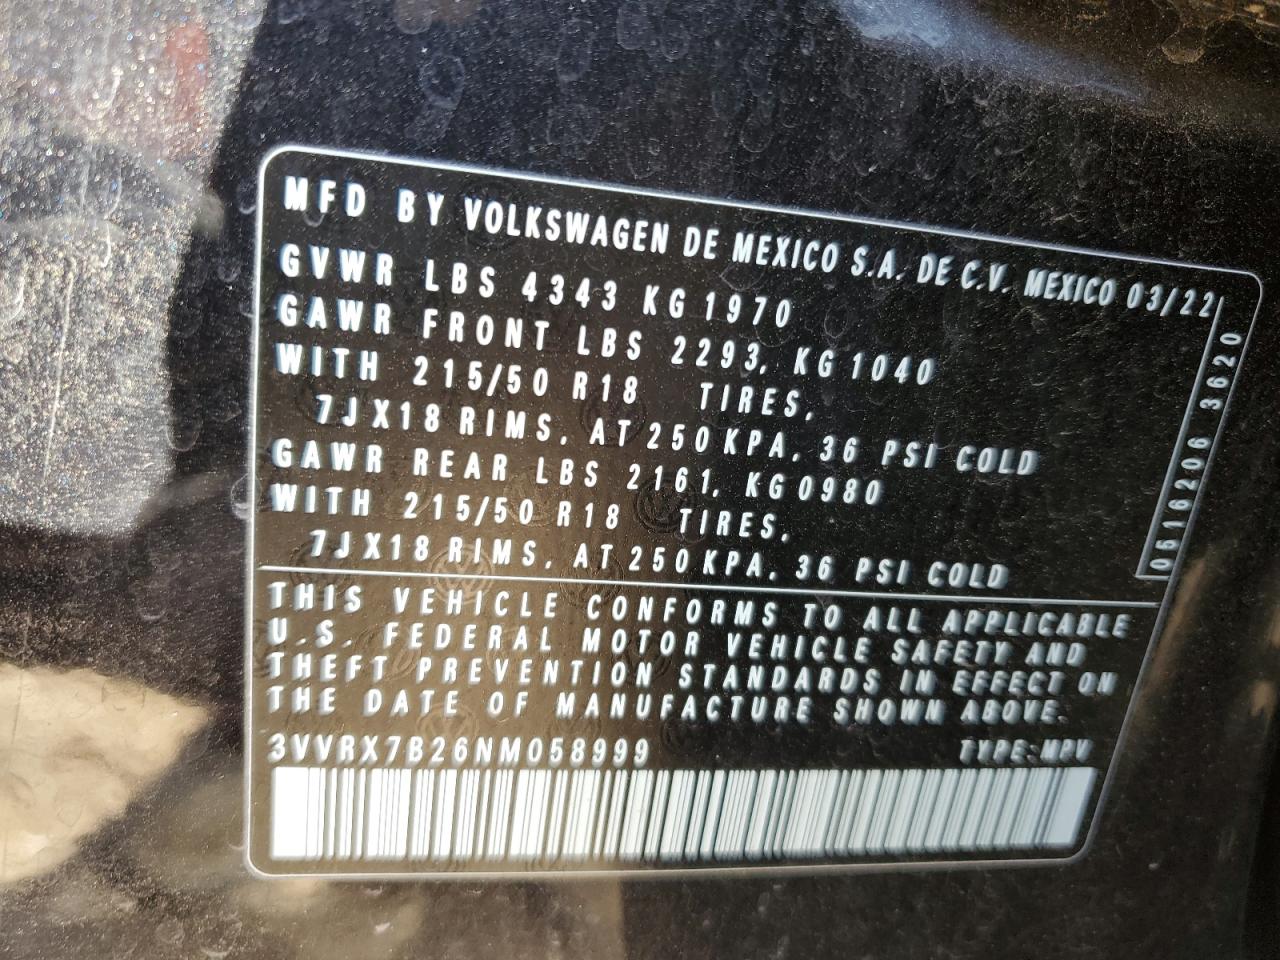 MFD BY VOLKSWAGEN DE MEXICO S.A. DE C.V. MEXICO 03/22
GVWR LBS 4343 KG 1970
GAWR FRONT LBS 2293, KG 1040
WITH 215/50 R18 TIRES,
7J X18 RIMS, AT 250 KPA, 36 PSI COLD
GAWR REAR LBS 2161, KG 0980
WITH 215/50 R18 TIRES,
7J X18 RIMS, AT 250 KPA, 36 PSI COLD
0516206 3620
THIS VEHICLE CONFORMS TO ALL APPLICABLE
U.S. FEDERAL MOTOR VEHICLE SAFETY AND
THEFT PREVENTION STANDARDS IN EFFECT ON
THE DATE OF MANUFACTURE SHOWN ABOVE.
3VVRX7B26NM058999 TYPE:MPV